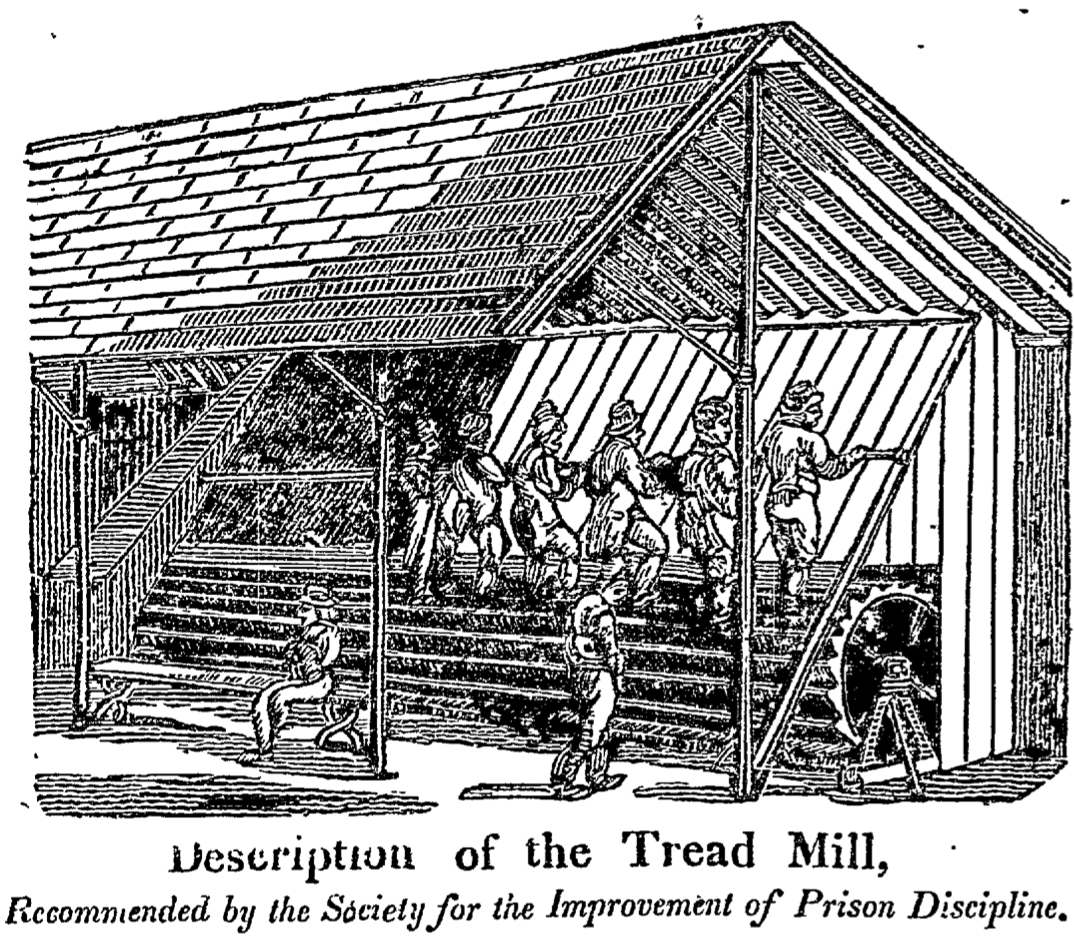 Description of the Tread Mill,
Recommended by the Society for the Improvement of Prison Discipline.